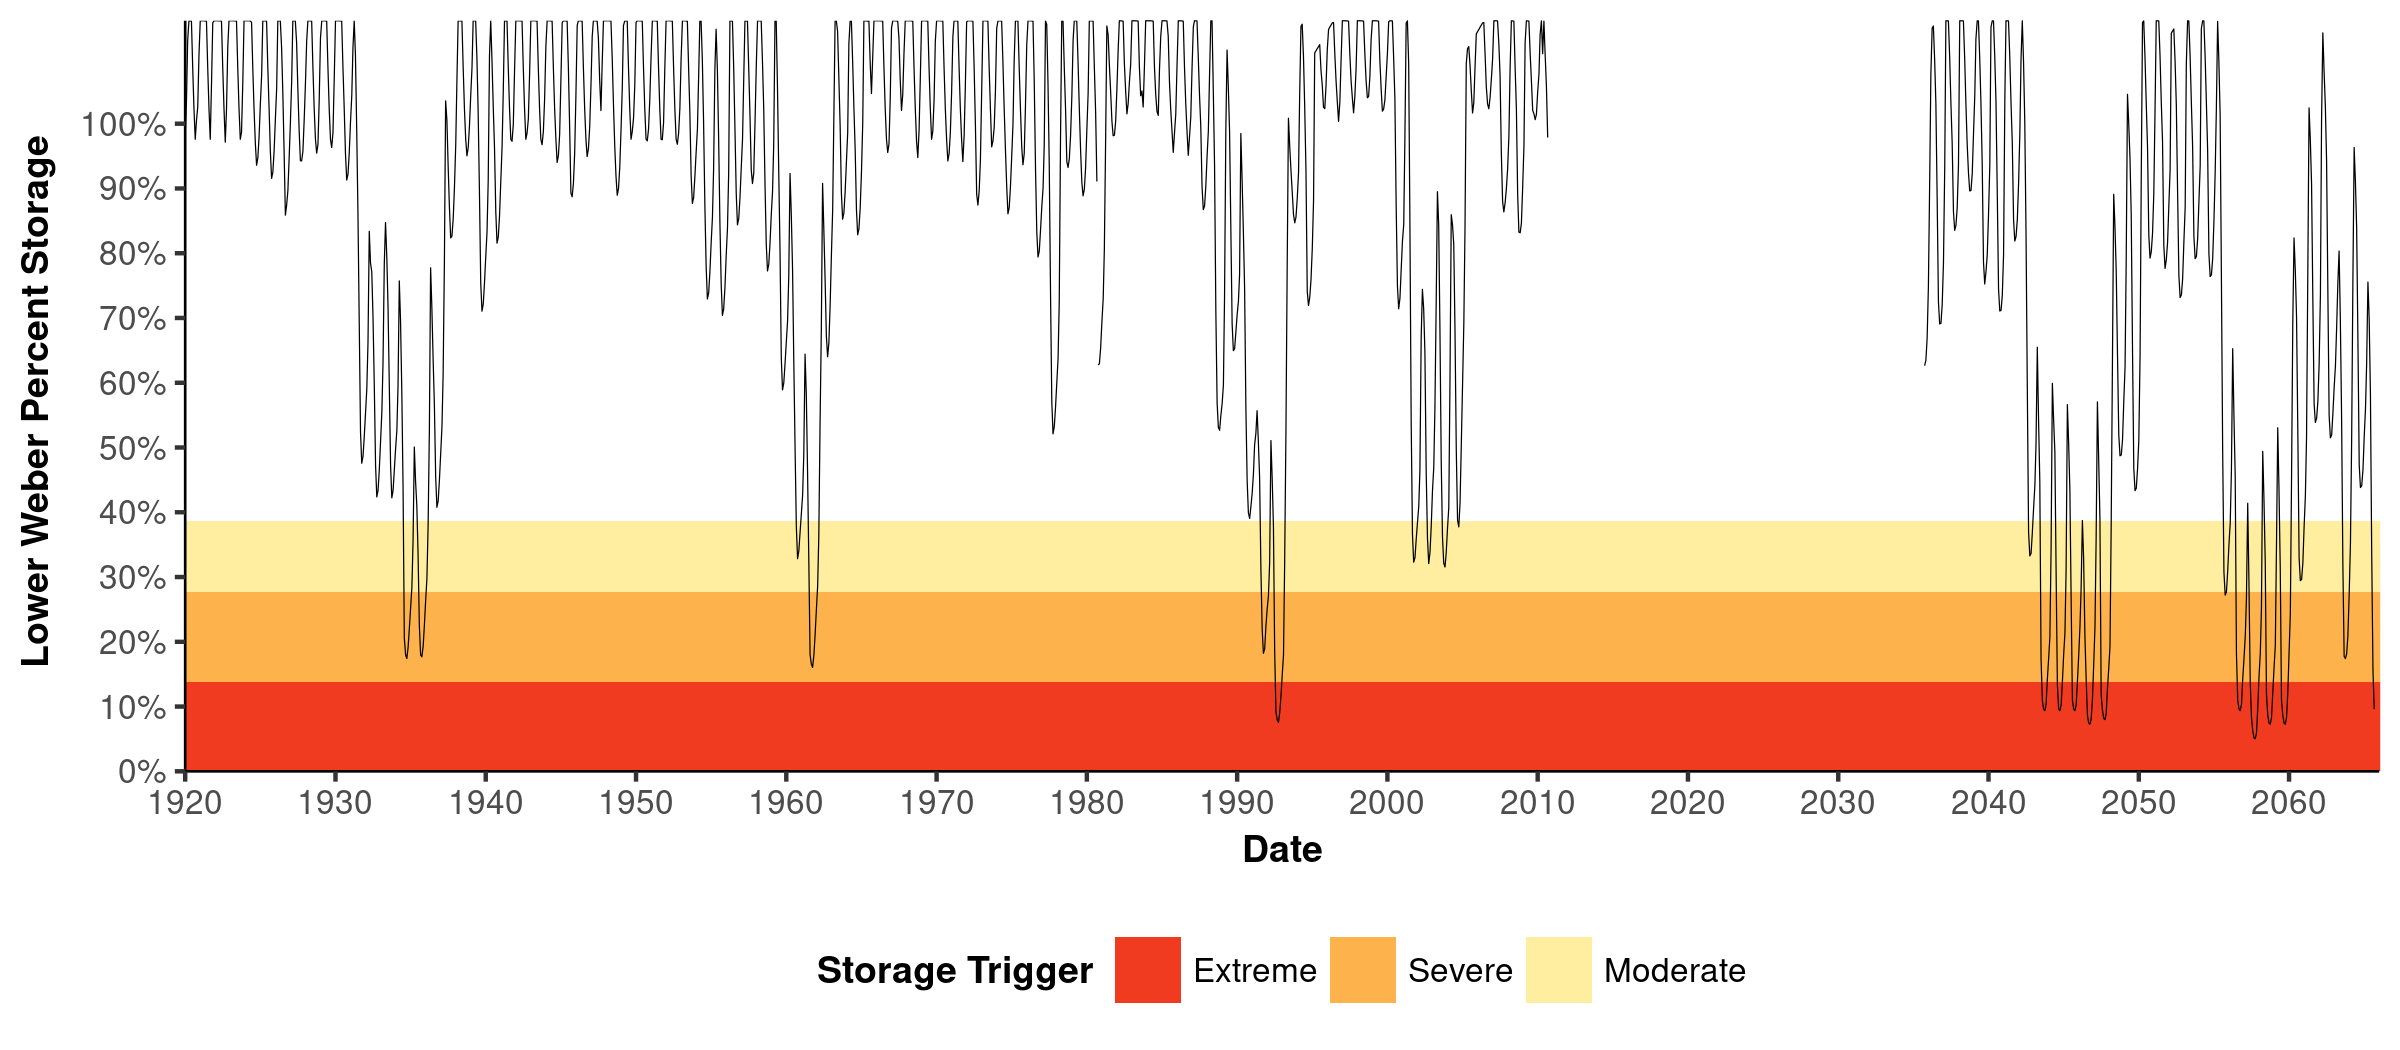 Lower Weber Percent Storage
100%
90%
80%
70%
60%
50%
40%
30%
20%
10%
0%
1920 1930 1940 1950 1960 1970 1980 1990 2000 2010 2020 2030 2040 2050 2060
Date
Storage Trigger Extreme Severe Moderate